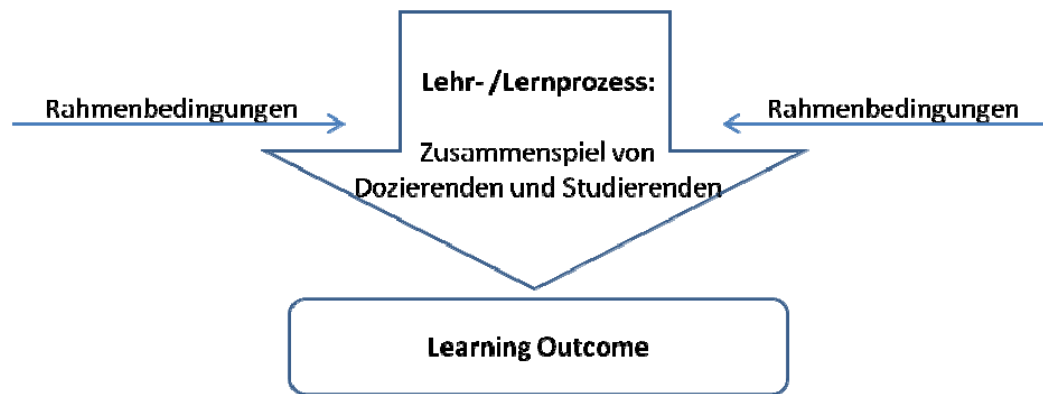 Lehr- /Lernprozess:
Rahmenbedingungen
Rahmenbedingungen
Zusammenspiel von
Dozierenden und Studierenden
Learning Outcome